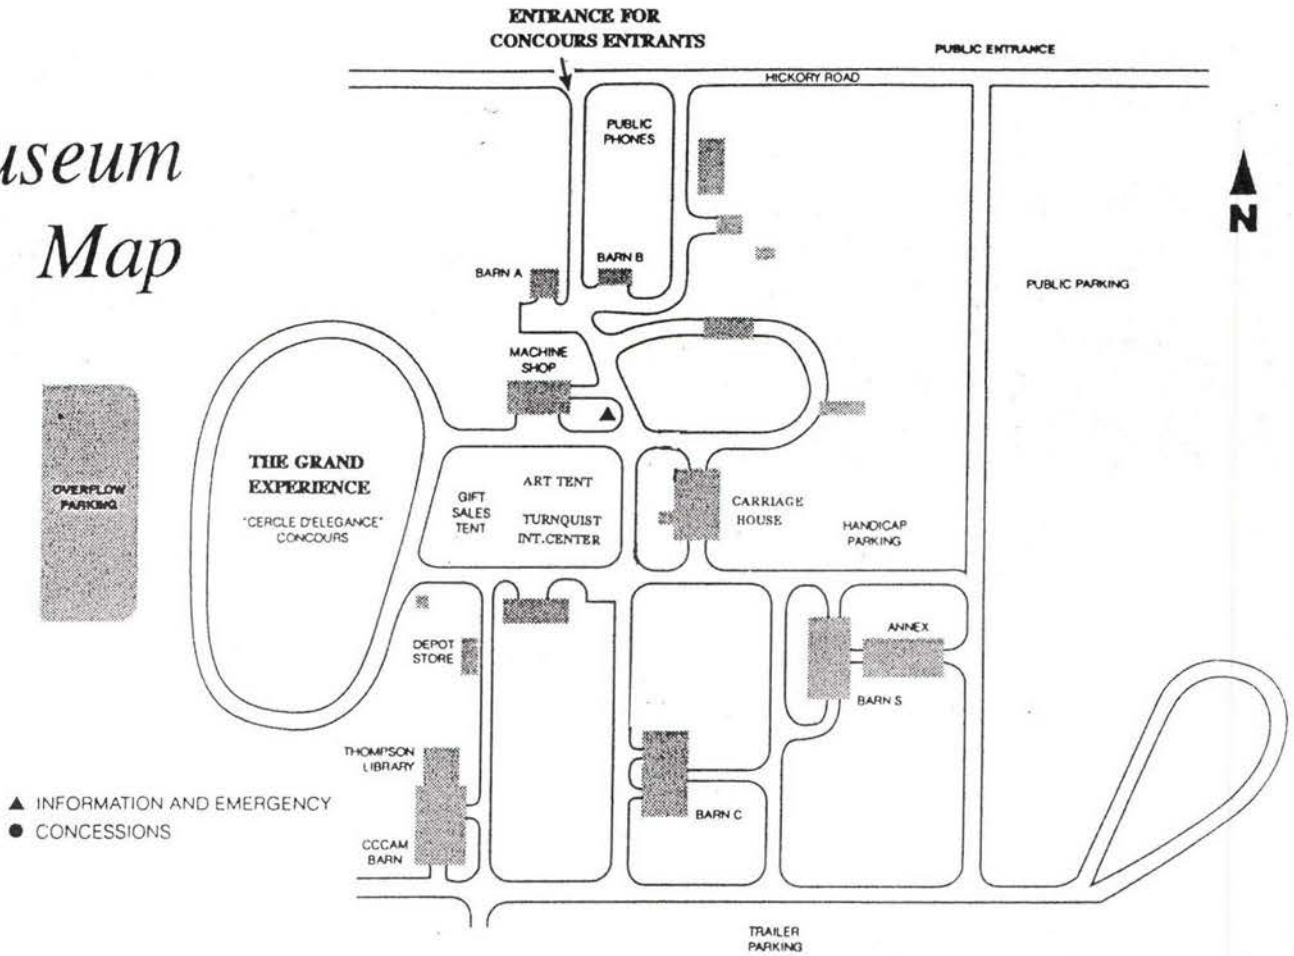 ENTRANCE FOR
CONCOURS ENTRANTS
PUBLIC ENTRANCE
HICKORY ROAD
Map
PUBLIC
PHONES
N
BARN A
BARN B
PUBLIC PARKING
MACHINE
SHOP
OVERFLOW
PARKING
THE GRAND
EXPERIENCE
"CERCLE D'ELEGANCE"
CONCOURS
GIFT
SALES
TENT
ART TENT
TURNQUIST
INT.CENTER
CARRIAGE
HOUSE
HANDICAP
PARKING
DEPOT
STORE
ANNEX
BARN S
THOMPSON
LIBRARY
BARN C
CCCAM
BARN
▲ INFORMATION AND EMERGENCY
● CONCESSIONS
TRAILER
PARKING